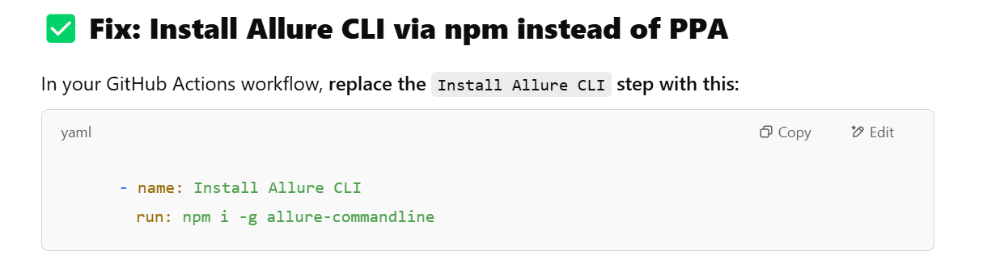 ✅ Fix: Install Allure CLI via npm instead of PPA
In your GitHub Actions workflow, replace the Install Allure CLI step with this:
yaml Copy Edit
- name: Install Allure CLI
run: npm i -g allure-commandline